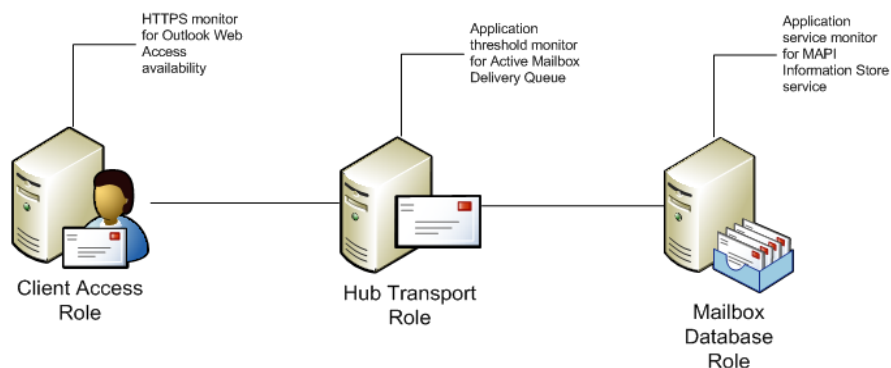 HTTPS monitor
for Outlook Web
Access
availability
Application
threshold monitor
for Active Mailbox
Delivery Queue
Application
service monitor
for MAPI
Information Store
service
Client Access
Role
Hub Transport
Role
Mailbox
Database
Role